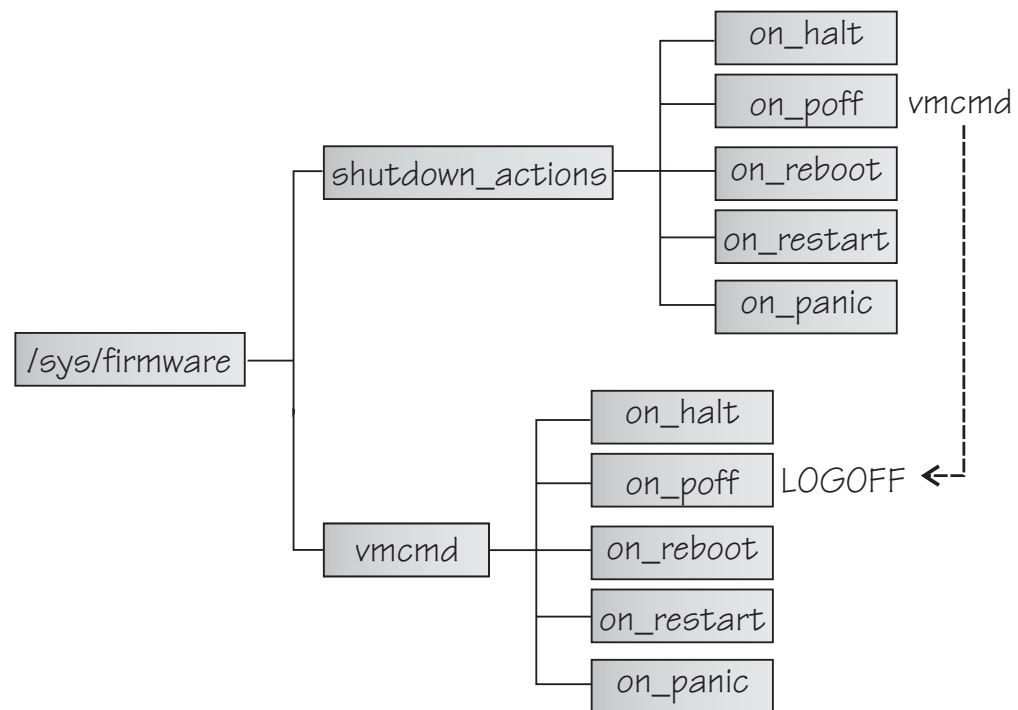 on_halt
on_poff vmcmd
shutdown_actions
on_reboot
on_restart
on_panic
/sys/firmware
on_halt
on_poff LOGOFF
vmcmd
on_reboot
on_restart
on_panic